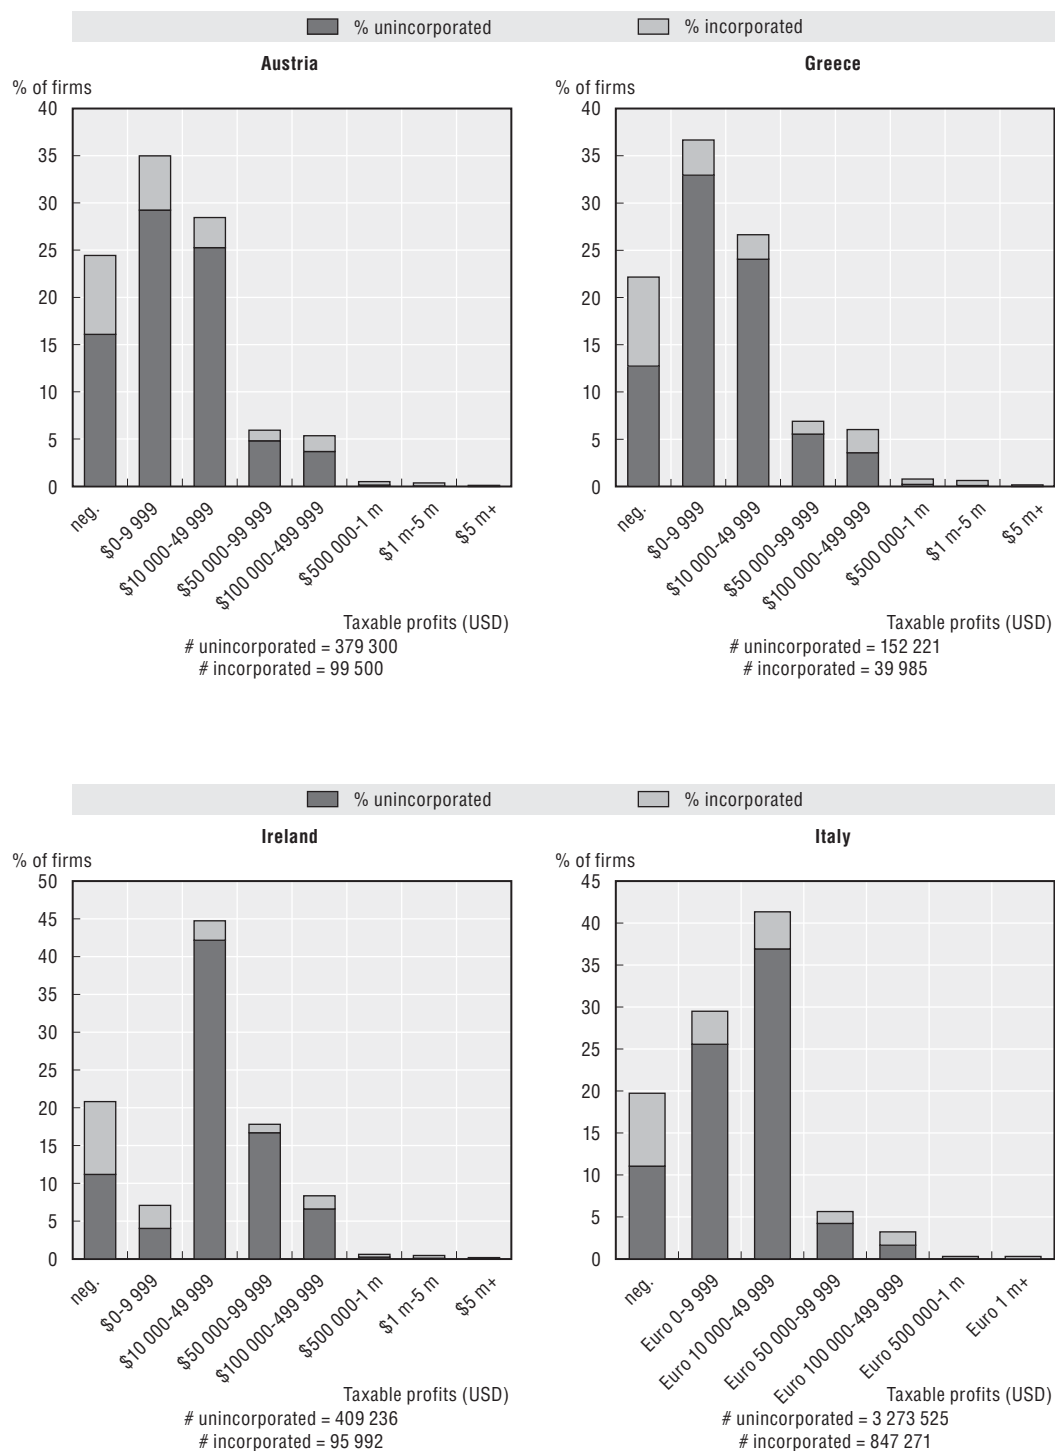 % unincorporated % incorporated
Austria
% of firms
40
35
30
25
20
15
10
5
0
neg.
$0-9 999
$10 000-49 999
$50 000-99 999
$100 000-499 999
$500 000-1 m
$1 m-5 m
$5 m+
Taxable profits (USD)
# unincorporated = 379 300
# incorporated = 99 500
Greece
% of firms
40
35
30
25
20
15
10
5
0
neg.
$0-9 999
$10 000-49 999
$50 000-99 999
$100 000-499 999
$500 000-1 m
$1 m-5 m
$5 m+
Taxable profits (USD)
# unincorporated = 152 221
# incorporated = 39 985
% unincorporated % incorporated
Ireland
% of firms
50
45
40
35
30
25
20
15
10
5
0
neg.
$0-9 999
$10 000-49 999
$50 000-99 999
$100 000-499 999
$500 000-1 m
$1 m-5 m
$5 m+
Taxable profits (USD)
# unincorporated = 409 236
# incorporated = 95 992
Italy
% of firms
45
40
35
30
25
20
15
10
5
0
neg.
Euro 0-9 999
Euro 10 000-49 999
Euro 50 000-99 999
Euro 100 000-499 999
Euro 500 000-1 m
Euro 1 m+
Taxable profits (USD)
# unincorporated = 3 273 525
# incorporated = 847 271